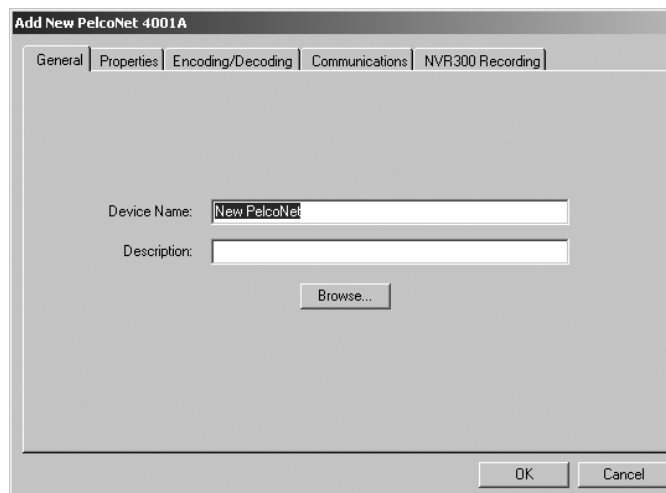 Add New PelcoNet 4001A
General Properties Encoding/Decoding Communications NVR300 Recording
Device Name: New PelcoNet
Description:
Browse...
OK Cancel